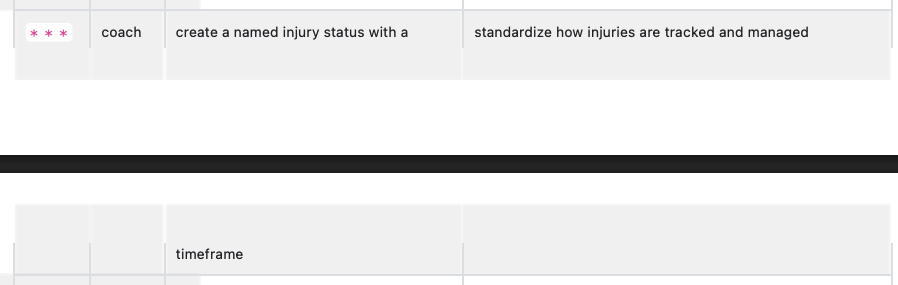 * * * coach create a named injury status with a standardize how injuries are tracked and managed
timeframe